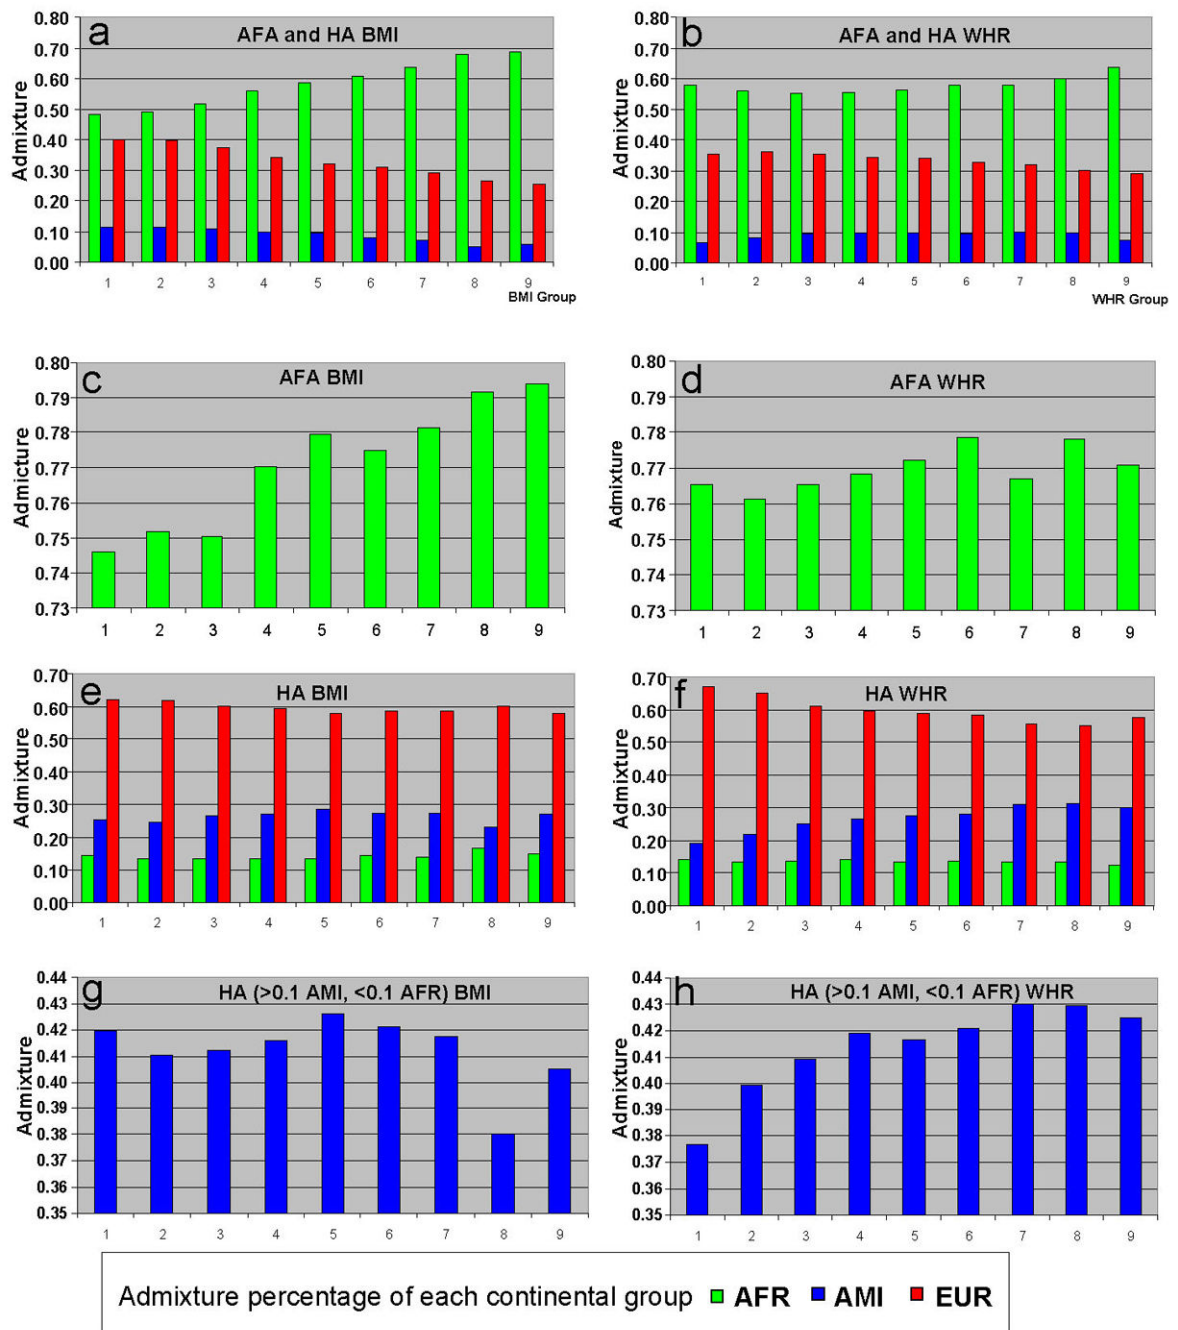 a
AFA and HA BMI
Admixture
0.80
0.70
0.60
0.50
0.40
0.30
0.20
0.10
0.00
1 2 3 4 5 6 7 8 9
BMI Group
b
AFA and HA WHR
Admixture
0.80
0.70
0.60
0.50
0.40
0.30
0.20
0.10
0.00
1 2 3 4 5 6 7 8 9
WHR Group
c
AFA BMI
Admicture
0.80
0.79
0.78
0.77
0.76
0.75
0.74
0.73
1 2 3 4 5 6 7 8 9
d
AFA WHR
Admixture
0.80
0.79
0.78
0.77
0.76
0.75
0.74
0.73
1 2 3 4 5 6 7 8 9
e
HA BMI
Admixture
0.70
0.60
0.50
0.40
0.30
0.20
0.10
0.00
1 2 3 4 5 6 7 8 9
f
HA WHR
Admixture
0.70
0.60
0.50
0.40
0.30
0.20
0.10
0.00
1 2 3 4 5 6 7 8 9
g
HA (>0.1 AMI, <0.1 AFR) BMI
Admixture
0.44
0.43
0.42
0.41
0.40
0.39
0.38
0.37
0.36
0.35
1 2 3 4 5 6 7 8 9
h
HA (>0.1 AMI, <0.1 AFR) WHR
Admixture
0.44
0.43
0.42
0.41
0.40
0.39
0.38
0.37
0.36
0.35
1 2 3 4 5 6 7 8 9
Admixture percentage of each continental group AFR AMI EUR